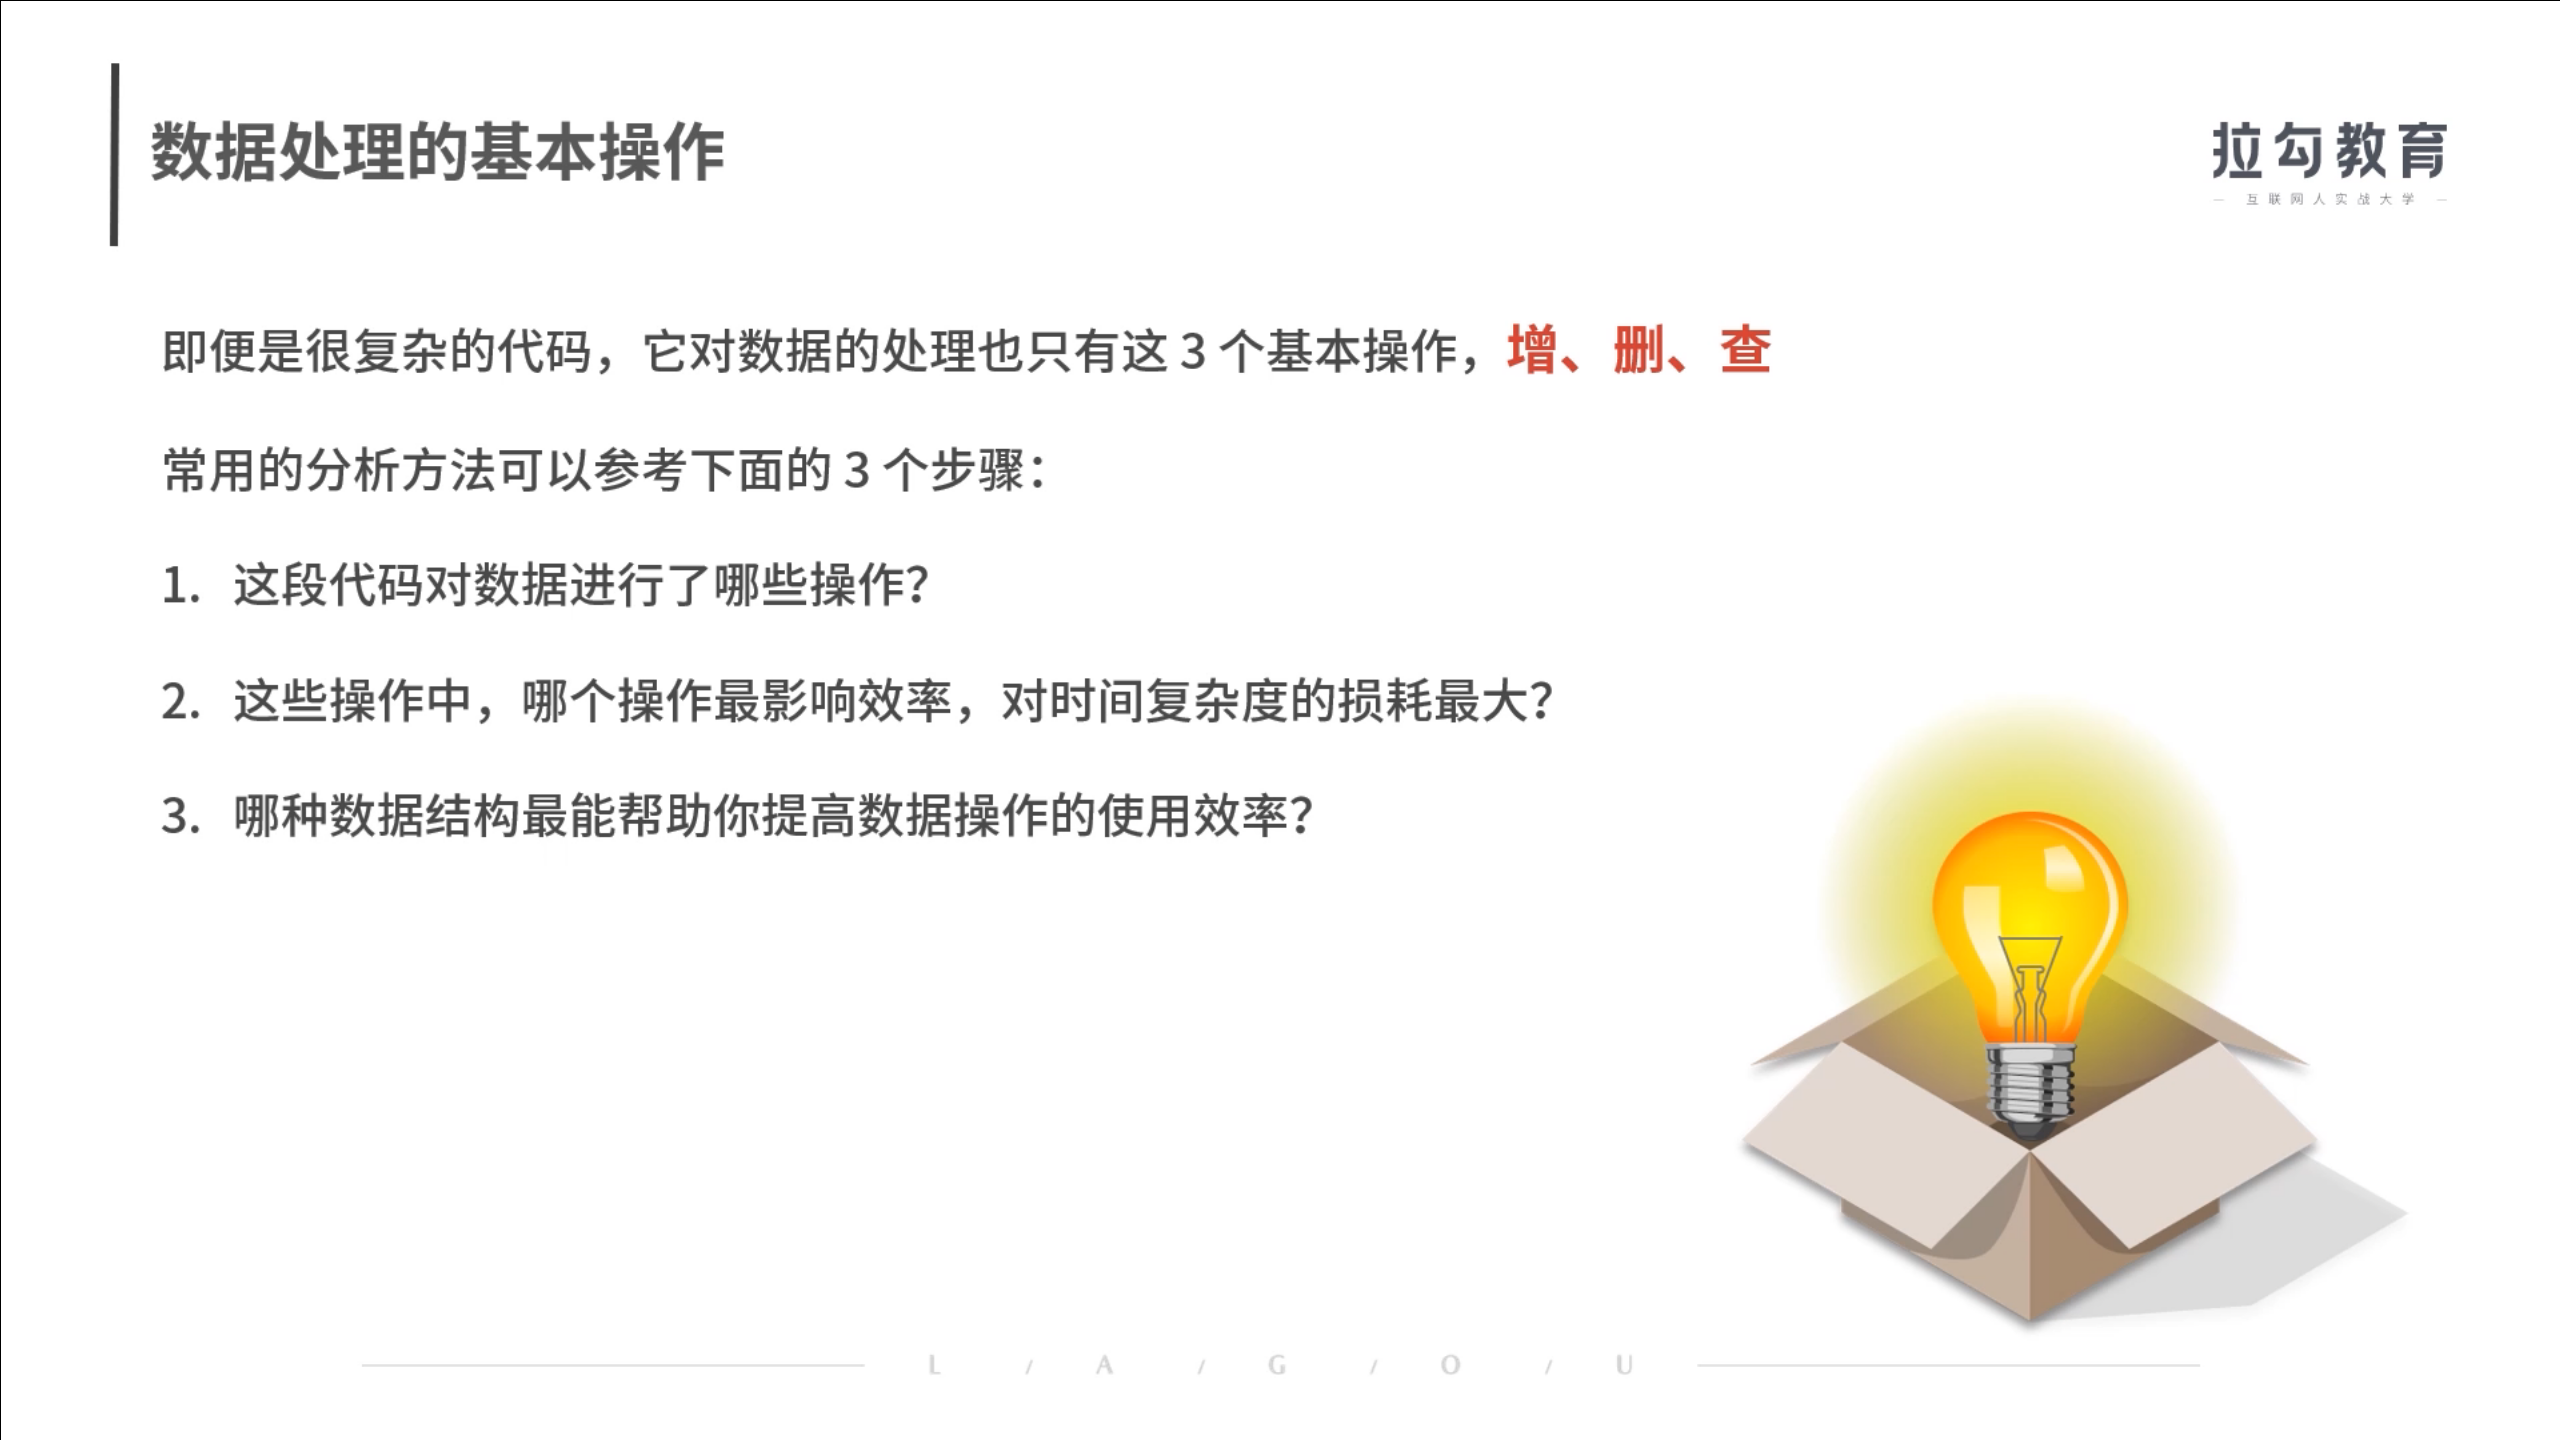 数据处理的基本操作
拉勾教育
— 互联网人实战大学 —
即便是很复杂的代码，它对数据的处理也只有这 3 个基本操作，增、删、查
常用的分析方法可以参考下面的 3 个步骤：
1. 这段代码对数据进行了哪些操作？
2. 这些操作中，哪个操作最影响效率，对时间复杂度的损耗最大？
3. 哪种数据结构最能帮助你提高数据操作的使用效率？
L / A / G / O / U